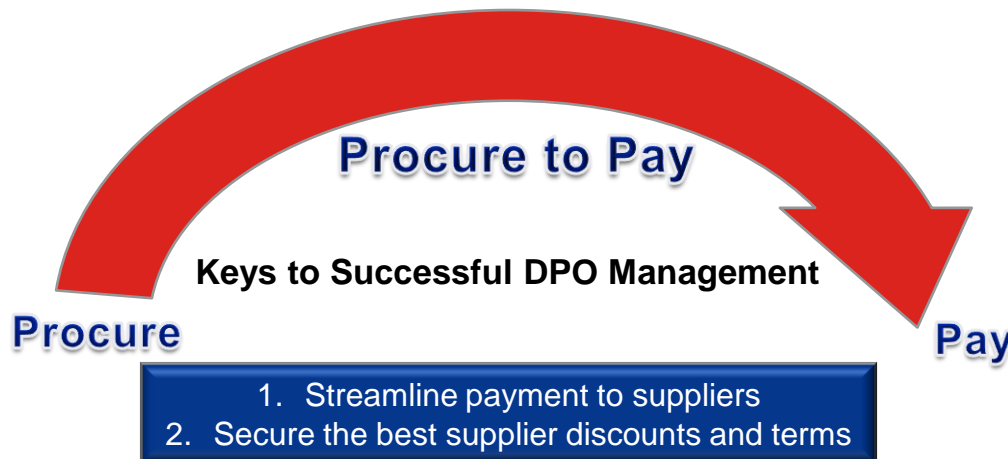 Procure to Pay
Keys to Successful DPO Management
Procure
Pay
1. Streamline payment to suppliers
2. Secure the best supplier discounts and terms